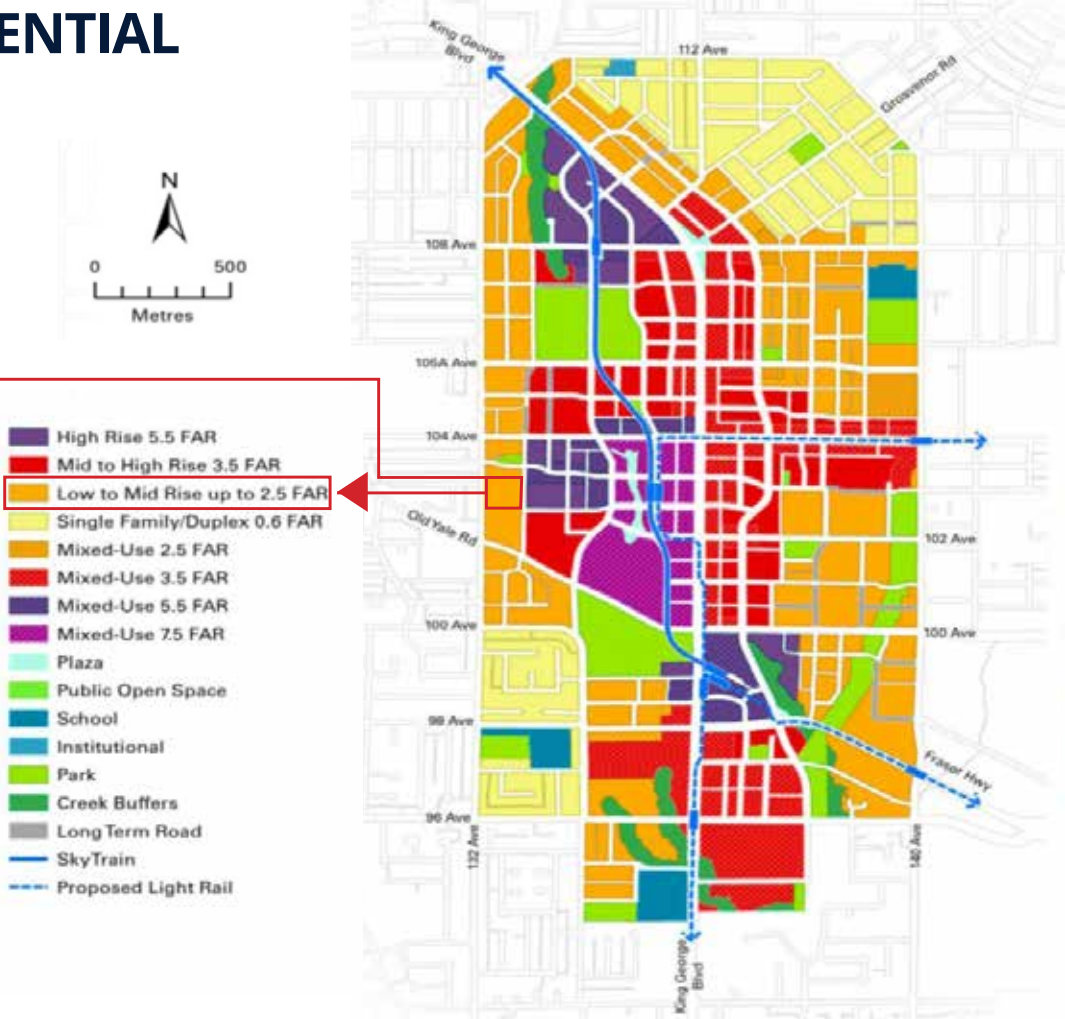 ENTIAL
King George
Blvd
112 Ave
Grosvenor Rd
N
0 500
Metres
108 Ave
105A Ave
104 Ave
Old Yale Rd
102 Ave
100 Ave
100 Ave
98 Ave
Fraser Hwy
96 Ave
132 Ave
140 Ave
King George
Blvd
High Rise 5.5 FAR
Mid to High Rise 3.5 FAR
Low to Mid Rise up to 2.5 FAR
Single Family/Duplex 0.6 FAR
Mixed-Use 2.5 FAR
Mixed-Use 3.5 FAR
Mixed-Use 5.5 FAR
Mixed-Use 7.5 FAR
Plaza
Public Open Space
School
Institutional
Park
Creek Buffers
Long Term Road
SkyTrain
Proposed Light Rail